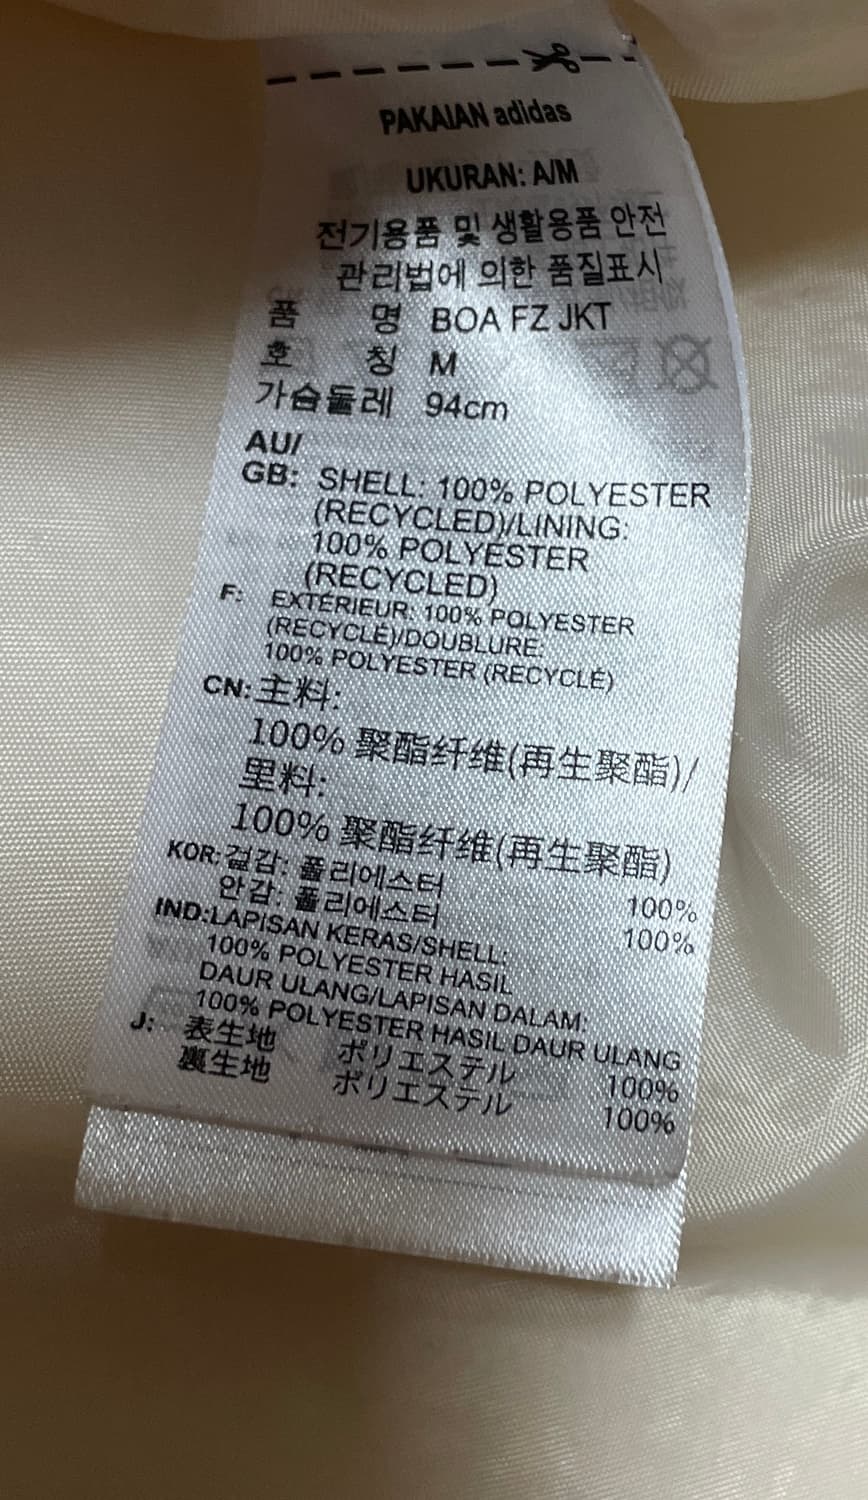 PAKAIAN adidas
UKURAN: A/M
전기용품 및 생활용품 안전
관리법에 의한 품질표시
품 명 BOA FZ JKT
호 칭 M
가슴둘레 94cm
AU/
GB: SHELL: 100% POLYESTER
(RECYCLED)/LINING:
100% POLYESTER
(RECYCLED)
F: EXTÉRIEUR: 100% POLYESTER
(RECYCLÉ)/DOUBLURE:
100% POLYESTER (RECYCLÉ)
CN: 主料:
100% 聚酯纤维(再生聚酯)/
里料:
100% 聚酯纤维(再生聚酯)
KOR: 겉감: 폴리에스터 100%
안감: 폴리에스터 100%
IND:LAPISAN KERAS/SHELL:
100% POLYESTER HASIL
DAUR ULANG/LAPISAN DALAM:
100% POLYESTER HASIL DAUR ULANG
J: 表生地 ポリエステル 100%
裏生地 ポリエステル 100%